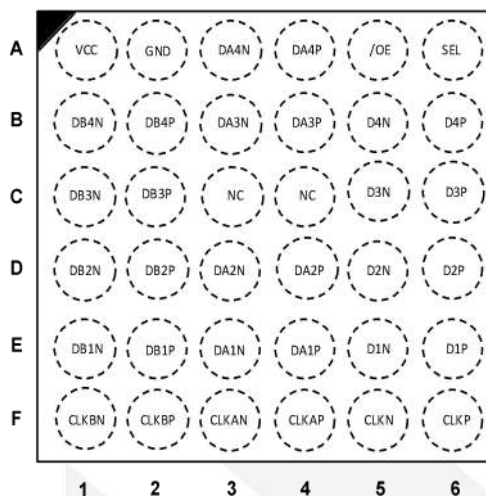 A VCC GND DA4N DA4P /OE SEL
B DB4N DB4P DA3N DA3P D4N D4P
C DB3N DB3P NC NC D3N D3P
D DB2N DB2P DA2N DA2P D2N D2P
E DB1N DB1P DA1N DA1P D1N D1P
F CLKBN CLKBP CLKAN CLKAP CLKN CLKP
1 2 3 4 5 6